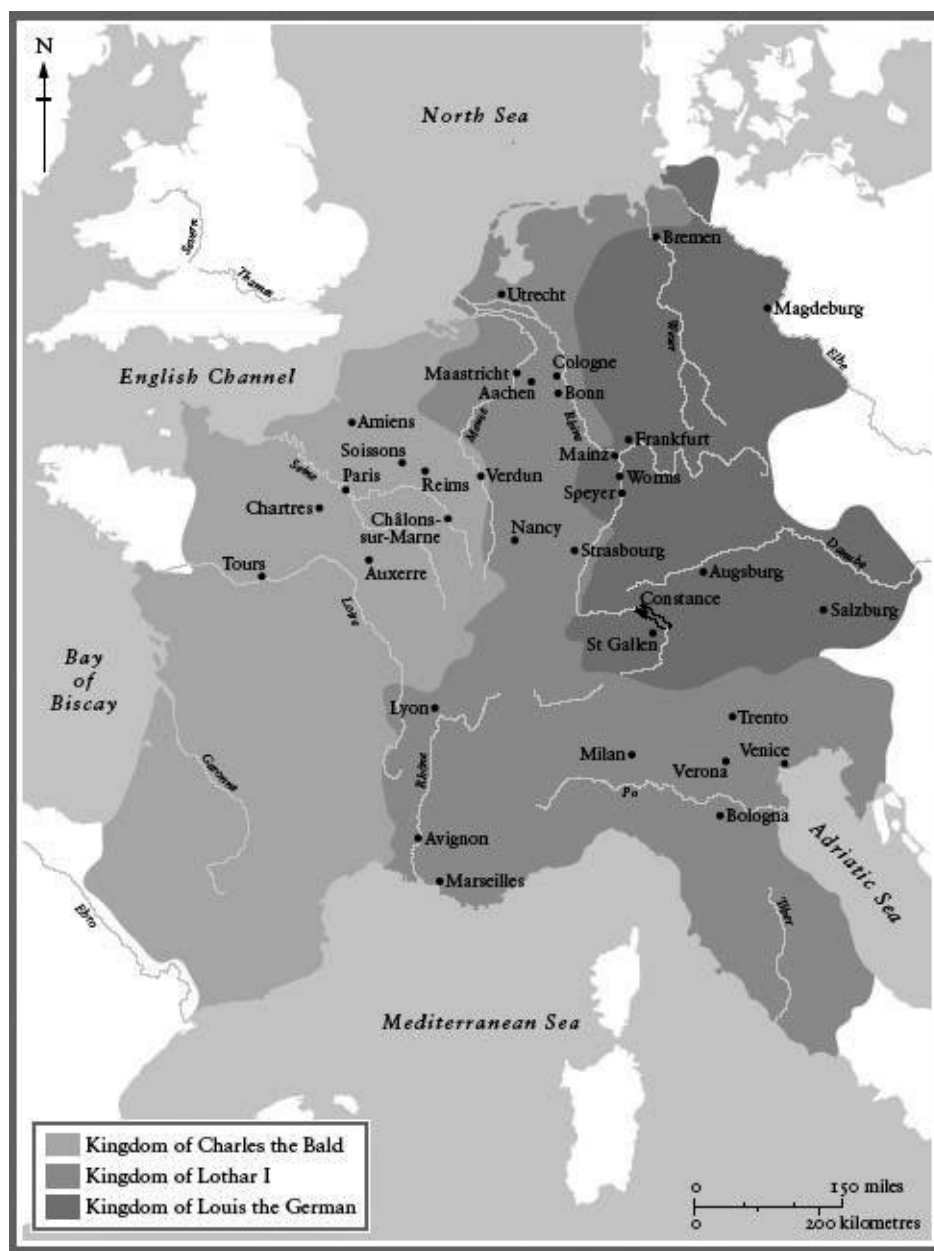 N
North Sea
Severn
Thames
Bremen
Utrecht
Magdeburg
Weser
Elbe
English Channel
Maastricht
Cologne
Aachen
Bonn
Amiens
Meuse
Rhine
Soissons
Frankfurt
Seine
Paris
Reims
Verdun
Mainz
Worms
Speyer
Chartres
Châlons-
sur-Marne
Nancy
Strasbourg
Danube
Tours
Auxerre
Augsburg
Loire
Constance
Salzburg
St Gallen
Bay
of
Biscay
Lyon
Trento
Milan
Venice
Verona
Garonne
Rhône
Po
Bologna
Avignon
Adriatic Sea
Marseilles
Ebro
Tiber
Mediterranean Sea
Kingdom of Charles the Bald
Kingdom of Lothar I
Kingdom of Louis the German
0 150 miles
0 200 kilometres